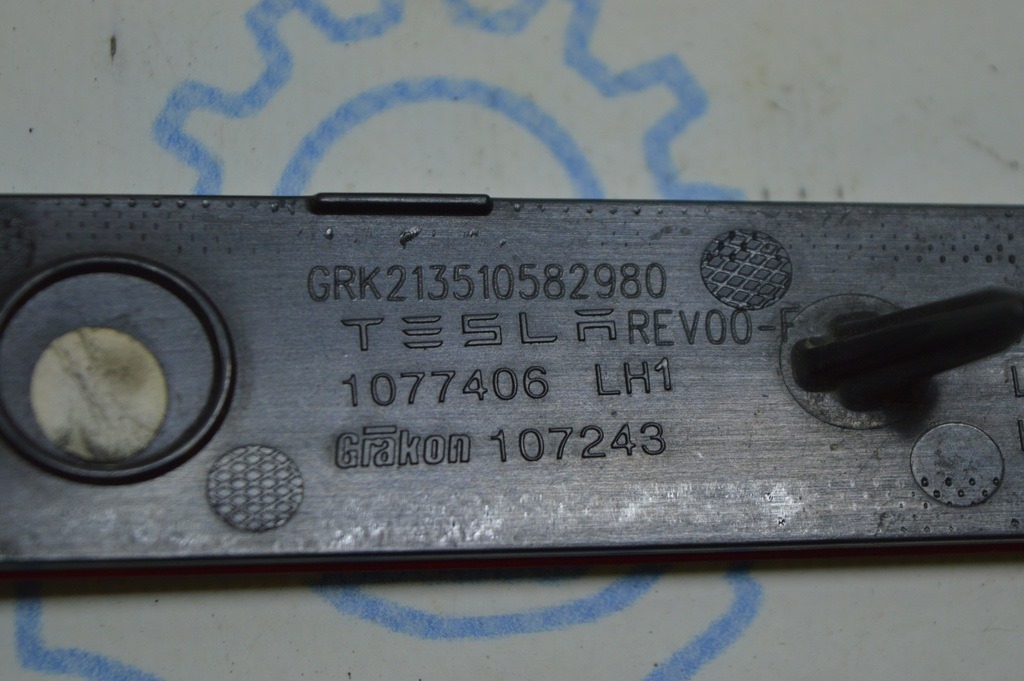 GRK213510582980
TESLA REV00-F
1077406 LH1
Grakon 107243